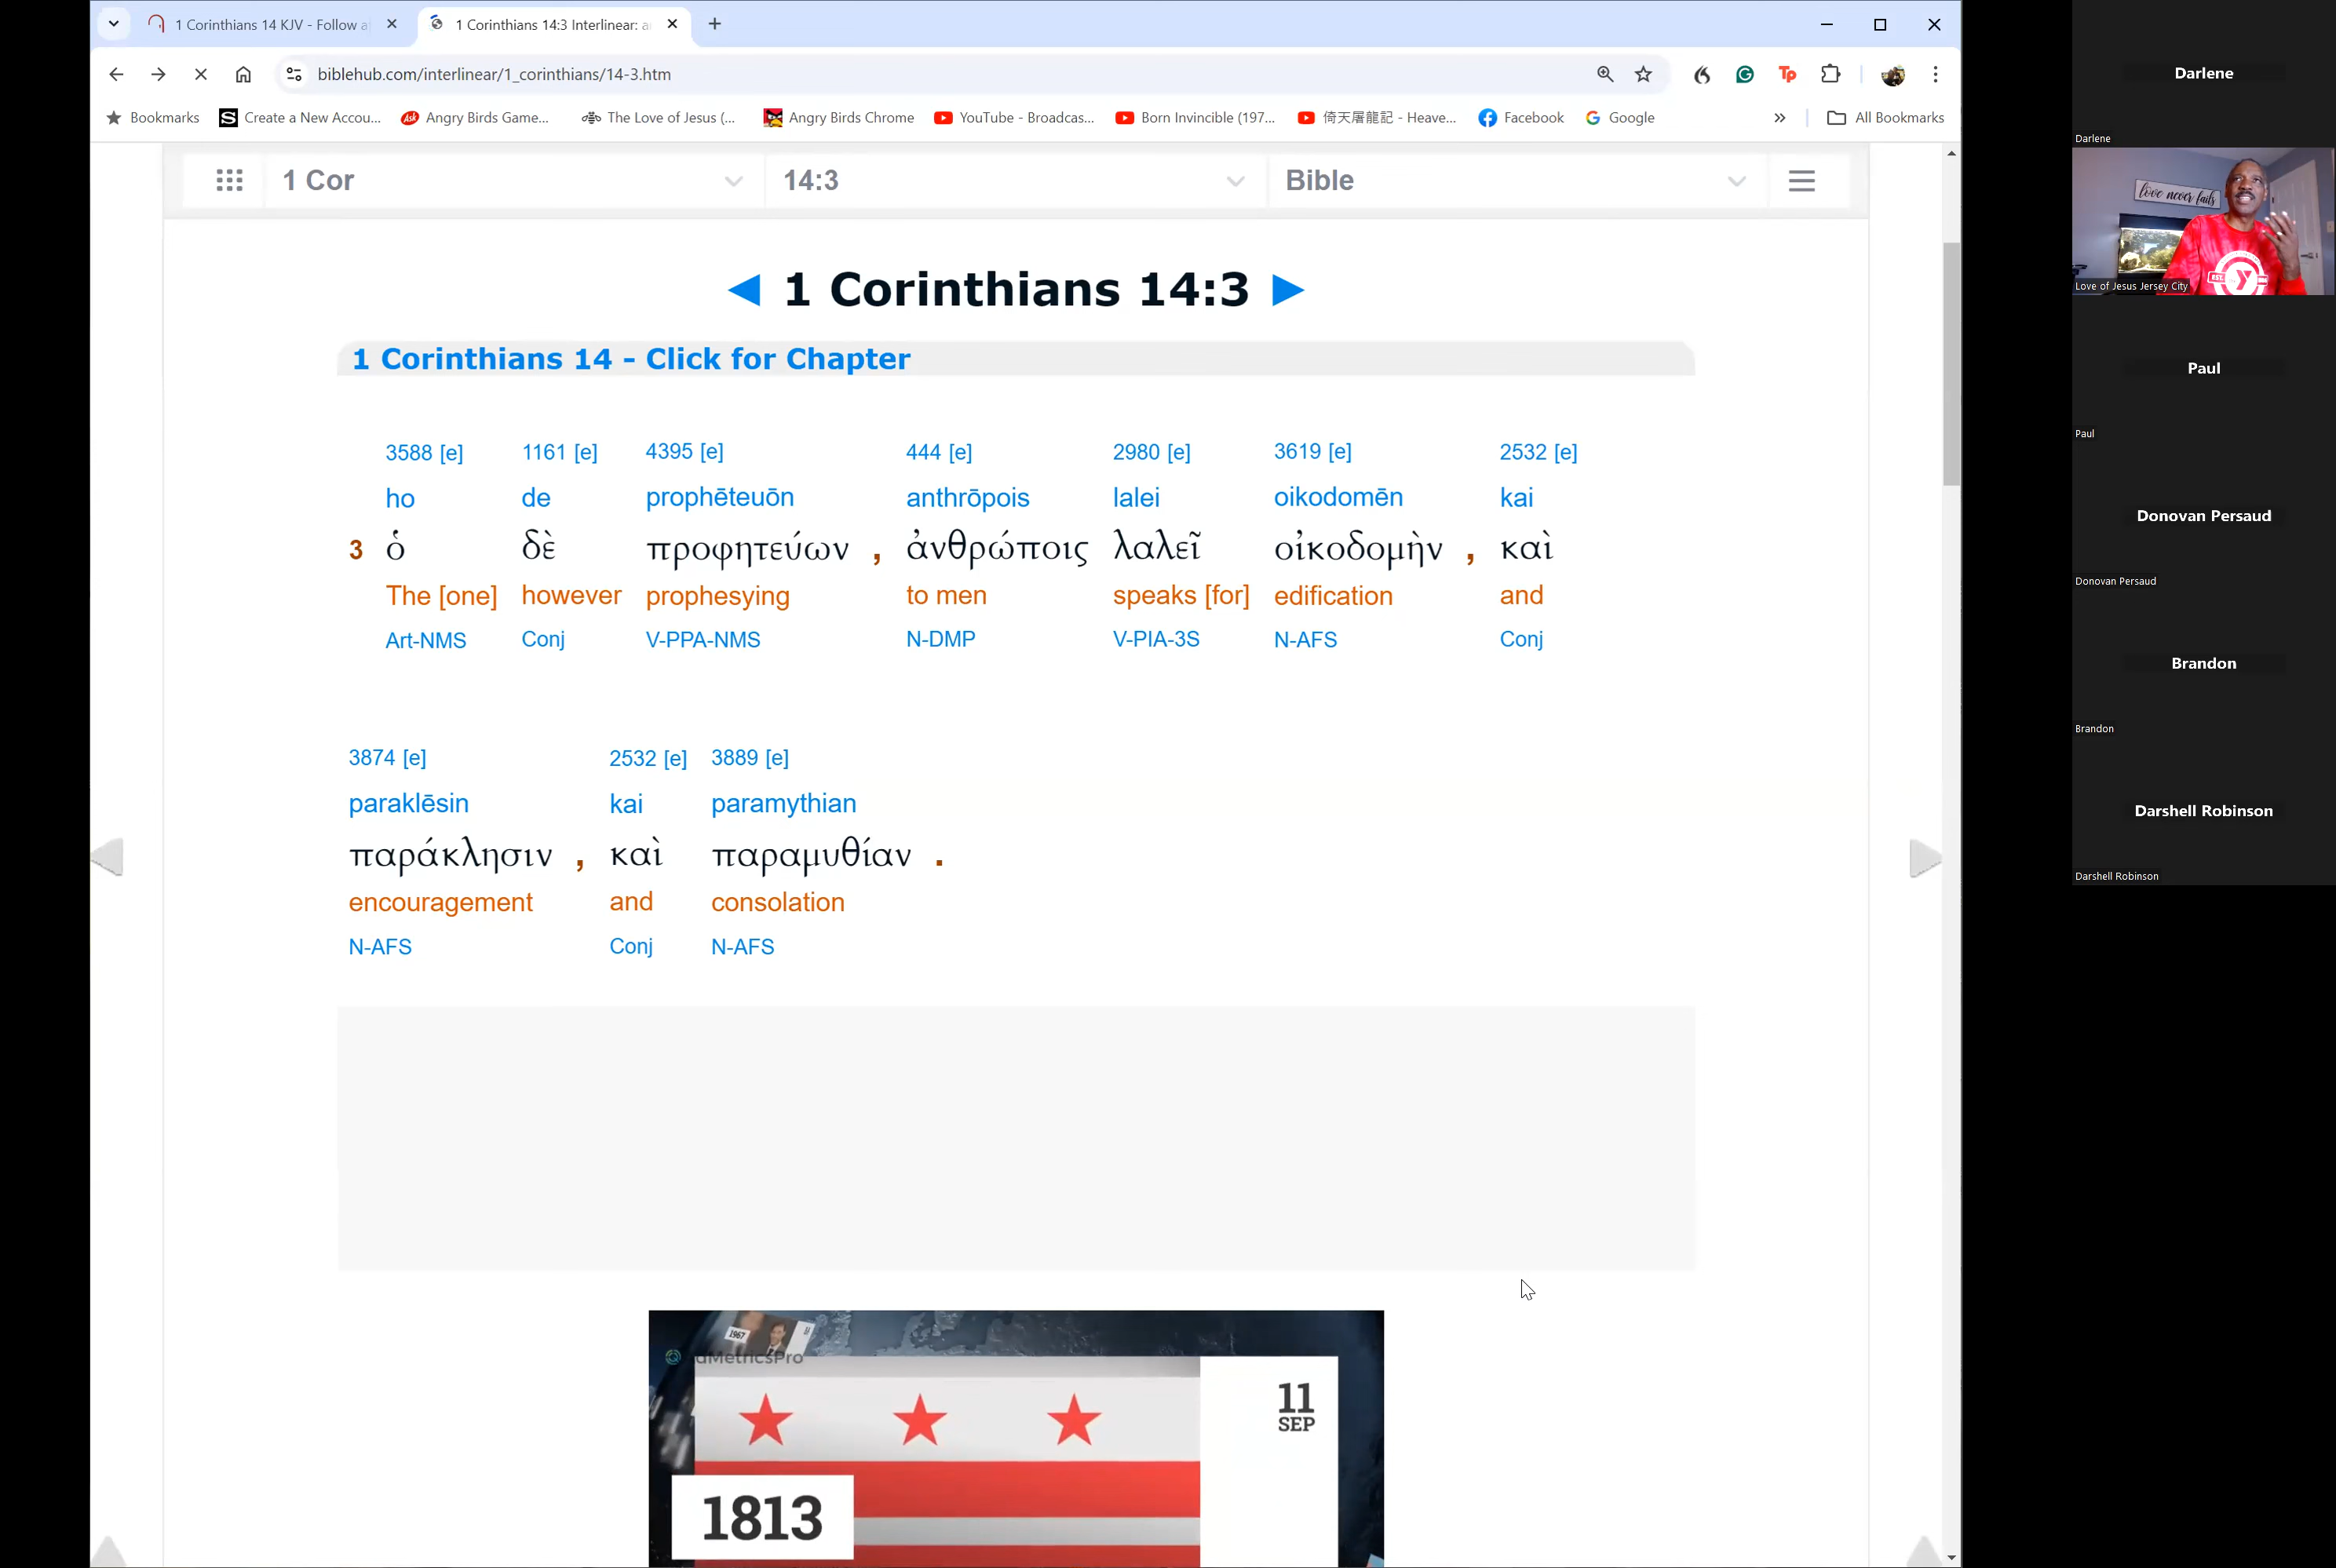 1 Corinthians 14 KJV - Follow a
1 Corinthians 14:3 Interlinear: a
biblehub.com/interlinear/1_corinthians/14-3.htm
Bookmarks
Create a New Accou...
Angry Birds Game...
The Love of Jesus (...
Angry Birds Chrome
YouTube - Broadcas...
Born Invincible (197...
倚天屠龍記 - Heave...
Facebook
Google
All Bookmarks
1 Cor
14:3
Bible
1 Corinthians 14:3
1 Corinthians 14 - Click for Chapter
3588 [e] 1161 [e] 4395 [e] 444 [e] 2980 [e] 3619 [e] 2532 [e]
ho de prophēteuōn anthrōpois lalei oikodomēn kai
3 ὁ δὲ προφητεύων , ἀνθρώποις λαλεῖ οἰκοδομὴν , καὶ
The [one] however prophesying to men speaks [for] edification and
Art-NMS Conj V-PPA-NMS N-DMP V-PIA-3S N-AFS Conj
3874 [e] 2532 [e] 3889 [e]
paraklēsin kai paramythian
παράκλησιν , καὶ παραμυθίαν .
encouragement and consolation
N-AFS Conj N-AFS
1967
dMetricsPro
11
SEP
1813
Darlene
Darlene
love never fails
EST.
Y
Love of Jesus Jersey City
Paul
Paul
Donovan Persaud
Donovan Persaud
Brandon
Brandon
Darshell Robinson
Darshell Robinson